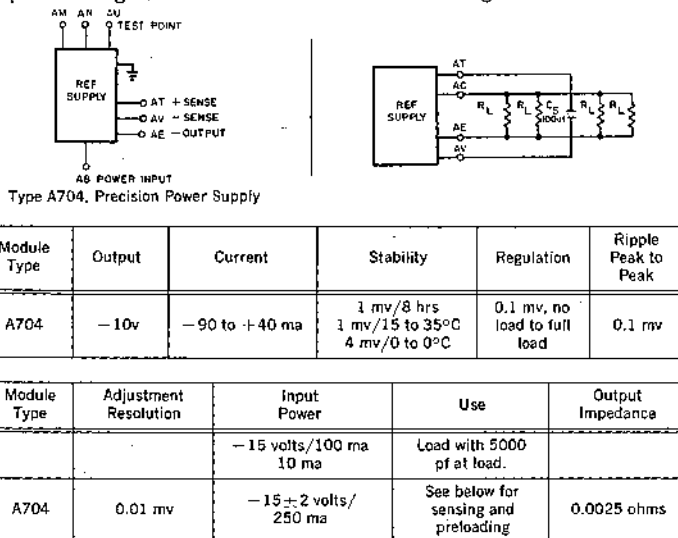 AM AN AU
TEST POINT
REF
SUPPLY
AT + SENSE
AV - SENSE
AE - OUTPUT
AB POWER INPUT
AT
AC
REF
SUPPLY
RL RL CS RL RL
100uf
AE
AV
Type A704, Precision Power Supply
Module Type Output Current Stability Regulation Ripple Peak to Peak
A704 -10v -90 to +40 ma 1 mv/8 hrs 0.1 mv, no load to full load 0.1 mv
1 mv/15 to 35°C
4 mv/0 to 0°C
Module Type Adjustment Resolution Input Power Use Output Impedance
-15 volts/100 ma Load with 5000
10 ma pf at load.
A704 0.01 mv -15±2 volts/ 250 ma See below for sensing and preloading 0.0025 ohms